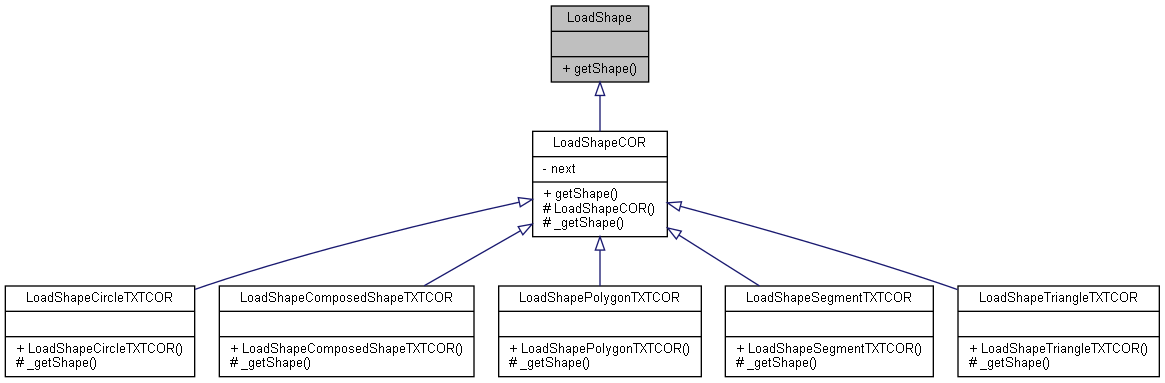 LoadShape
+ getShape()
LoadShapeCOR
- next
+ getShape()
# LoadShapeCOR()
# _getShape()
LoadShapeCircleTXTCOR
+ LoadShapeCircleTXTCOR()
# _getShape()
LoadShapeComposedShapeTXTCOR
+ LoadShapeComposedShapeTXTCOR()
# _getShape()
LoadShapePolygonTXTCOR
+ LoadShapePolygonTXTCOR()
# _getShape()
LoadShapeSegmentTXTCOR
+ LoadShapeSegmentTXTCOR()
# _getShape()
LoadShapeTriangleTXTCOR
+ LoadShapeTriangleTXTCOR()
# _getShape()